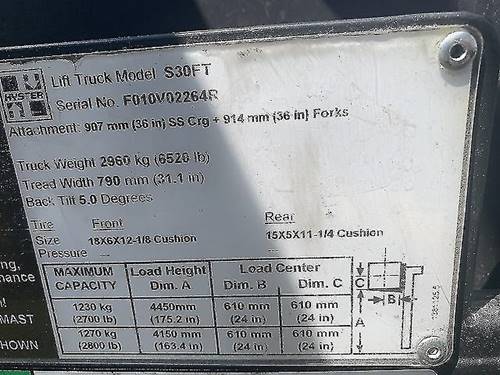 HYSTER
Lift Truck Model S30FT
Serial No. F010V02264R
Attachment: 907 mm (36 in) SS Crg + 914 mm (36 in) Forks
Truck Weight 2960 kg (6526 lb)
Tread Width 790 mm (31.1 in)
Back Tilt 5.0 Degrees
Tire Front Rear
Size 18X6X12-1/8 Cushion 15X5X11-1/4 Cushion
Pressure --
MAXIMUM CAPACITY Load Height Dim. A Load Center Dim. B Dim. C
1230 kg (2700 lb) 4450mm (175.2 in) 610 mm (24 in) 610 mm (24 in)
1270 kg (2800 lb) 4150 mm (163.4 in) 610 mm (24 in) 610 mm (24 in)
C
B
A
MAST
HOWN